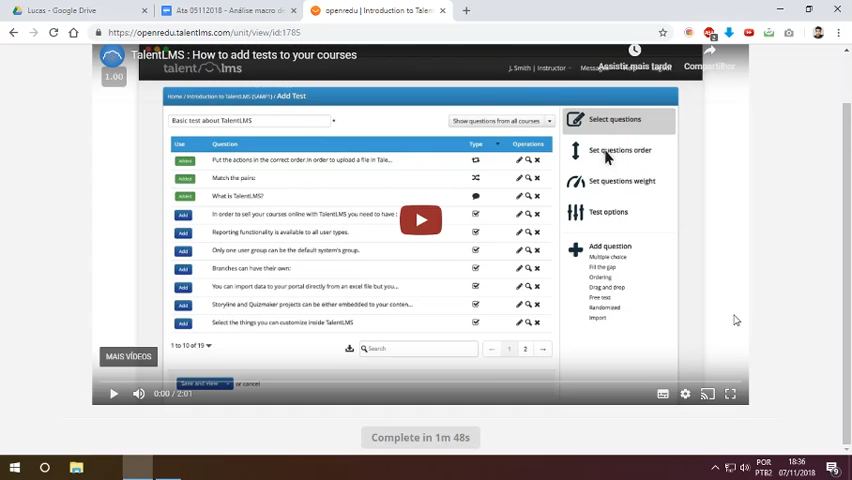 Lucas - Google Drive
Ata 05112018 - Análise macro de
openredu | Introduction to Talen
https://openredu.talentlms.com/unit/view/id:1785
TalentLMS : How to add tests to your courses
1.00
Assistir mais tarde
Compartilhar
talent lms
J. Smith | Instructor
Home / Introduction to TalentLMS (SAMP1) / Add Test
Basic test about TalentLMS
Show questions from all courses
Use Question Type Operations
Added Put the actions in the correct order in order to upload a file in Tale...
Added Match the pairs:
Added What is TalentLMS?
Add In order to sell your courses online with TalentLMS you need to have :
Add Reporting functionality is available to all user types.
Add Only one user group can be the default system's group.
Add Branches can have their own:
Add You can import data to your portal directly from an excel file but you...
Add Storyline and Quizmaker projects can be either embedded to your conten...
Add Select the things you can customize inside TalentLMS
1 to 10 of 19
Search
1 2
Save and view or cancel
Select questions
Set questions order
Set questions weight
Test options
Add question
Multiple choice
Fill the gap
Ordering
Drag and drop
Free text
Randomized
Import
MAIS VÍDEOS
0:00 / 2:01
Complete in 1m 48s
POR
PTB2
18:36
07/11/2018